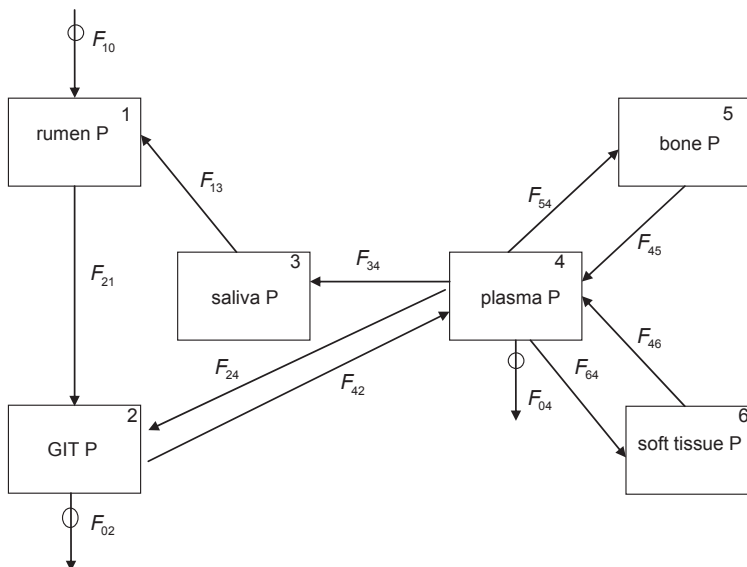 F10
1
rumen P
5
bone P
F13
F54
F21
3
saliva P
F34
4
plasma P
F45
F24
F42
F46
F64
F04
2
GIT P
6
soft tissue P
F02